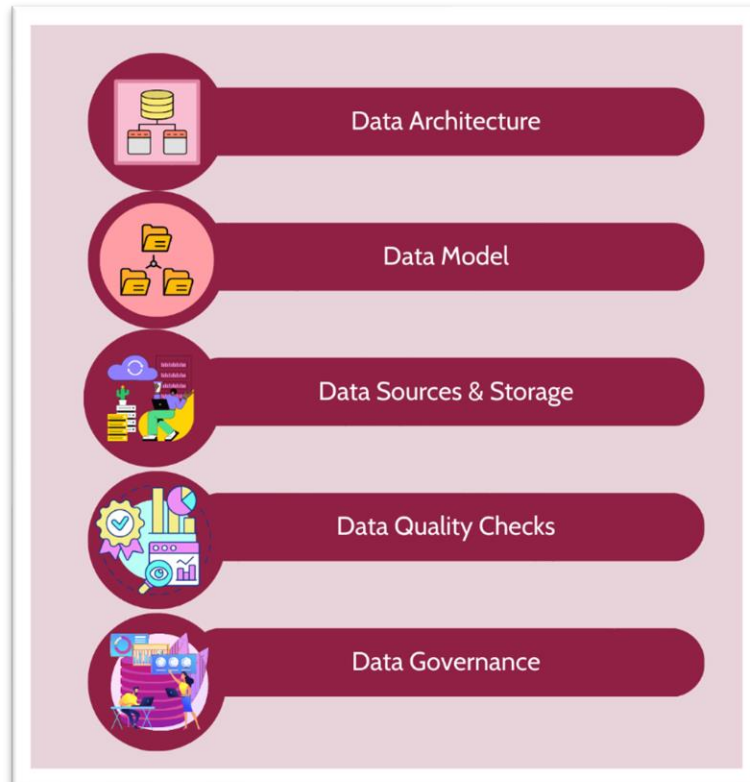 Data Architecture
Data Model
Data Sources & Storage
Data Quality Checks
Data Governance